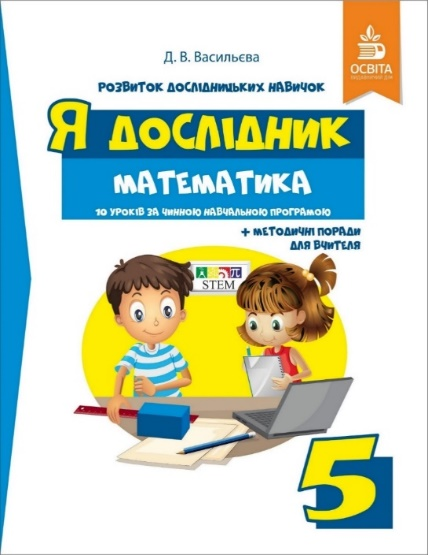 Д. В. Васильєва
ОСВІТА
РОЗВИТОК ДОСЛІДНИЦЬКИХ НАВИЧОК
Я ДОСЛІДНИК
МАТЕМАТИКА
10 УРОКІВ ЗА ЧИННОЮ НАВЧАЛЬНОЮ ПРОГРАМОЮ
+ МЕТОДИЧНІ ПОРАДИ
ДЛЯ ВЧИТЕЛЯ
STEM
5